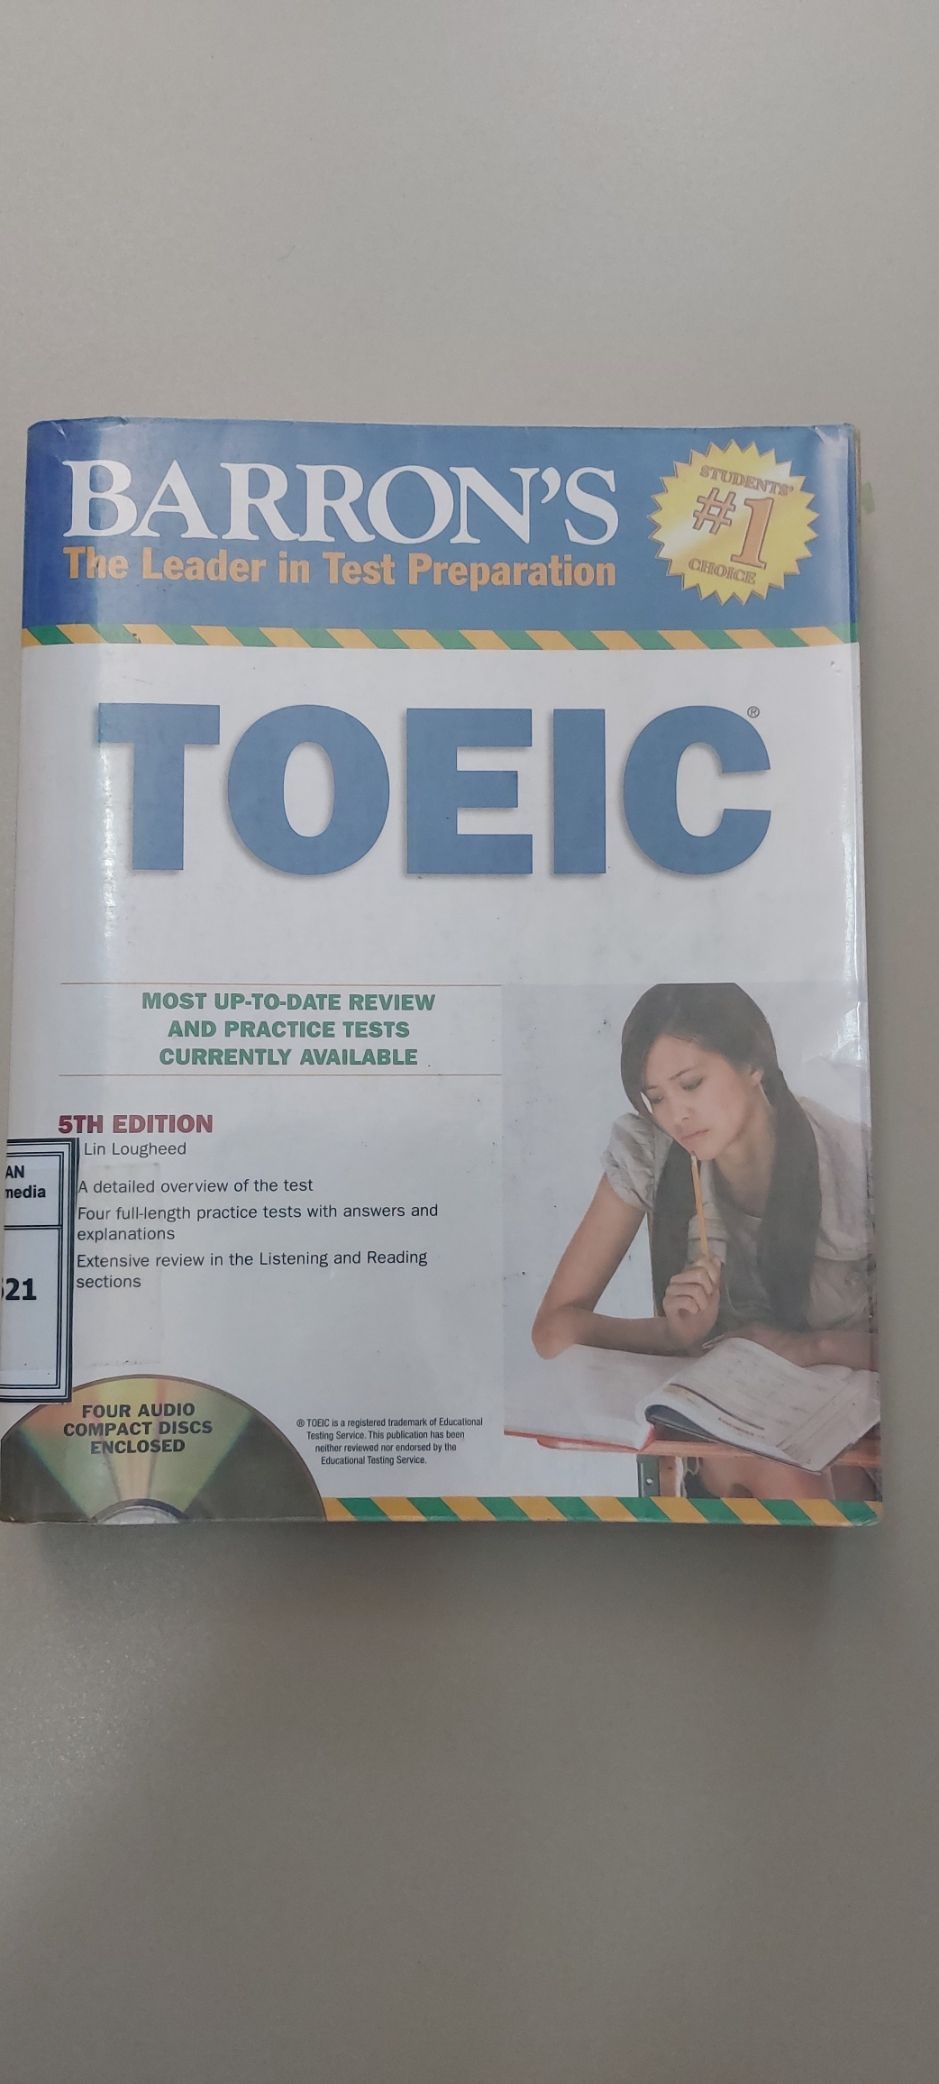 BARRON'S
The Leader in Test Preparation
STUDENTS'
#1
CHOICE
TOEIC®
MOST UP-TO-DATE REVIEW
AND PRACTICE TESTS
CURRENTLY AVAILABLE
5TH EDITION
Lin Lougheed
A detailed overview of the test
Four full-length practice tests with answers and
explanations
Extensive review in the Listening and Reading
sections
AN
media
21
FOUR AUDIO
COMPACT DISCS
ENCLOSED
® TOEIC is a registered trademark of Educational
Testing Service. This publication has been
neither reviewed nor endorsed by the
Educational Testing Service.